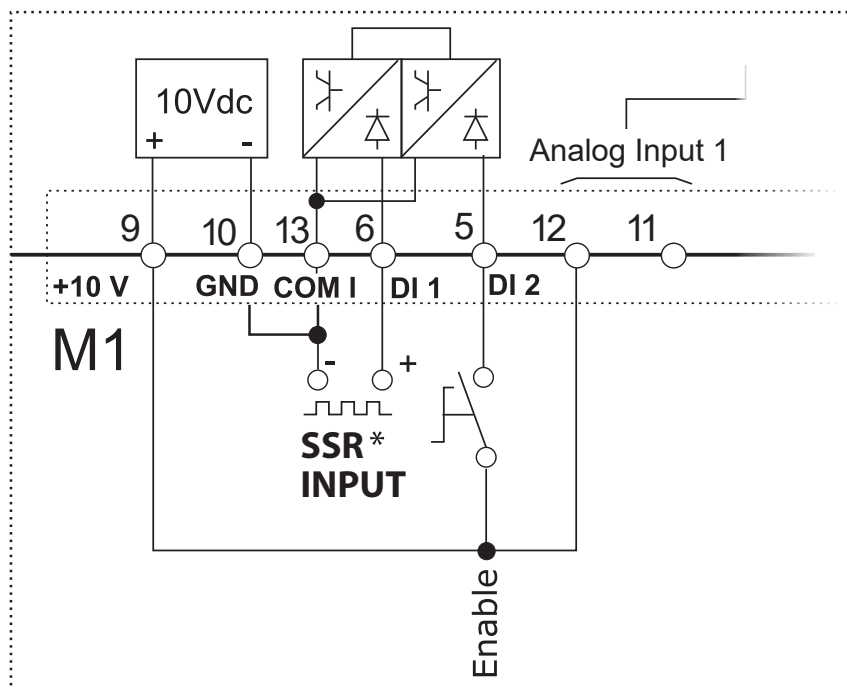 10Vdc
+ -
Analog Input 1
9 10 13 6 5 12 11
+10 V GND COM I DI 1 DI 2
M1
- +
SSR*
INPUT
Enable